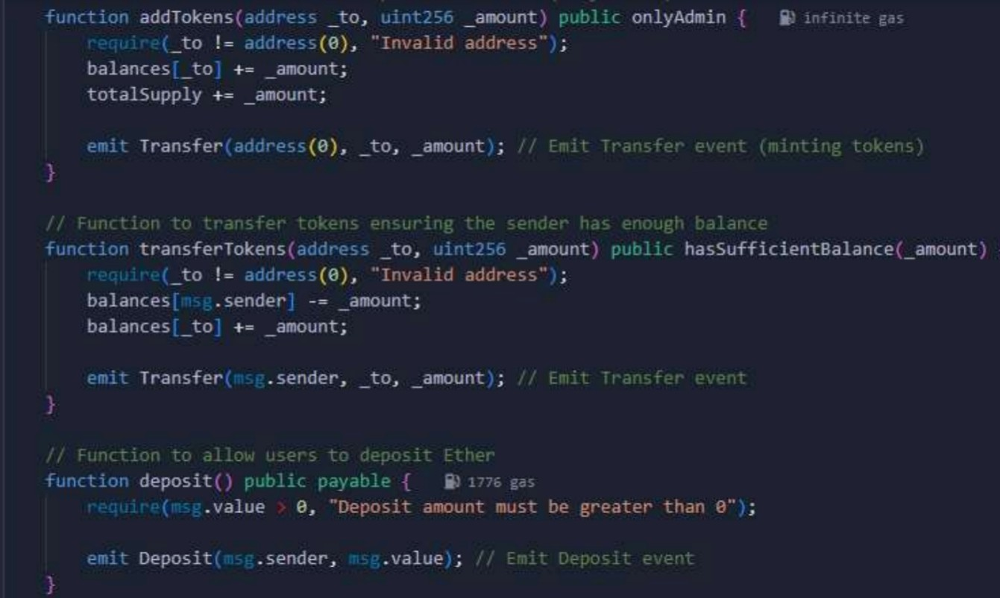 function addTokens(address _to, uint256 _amount) public onlyAdmin { infinite gas
require(_to != address(0), "Invalid address");
balances[_to] += _amount;
totalSupply += _amount;
emit Transfer(address(0), _to, _amount); // Emit Transfer event (minting tokens)
}
// Function to transfer tokens ensuring the sender has enough balance
function transferTokens(address _to, uint256 _amount) public hasSufficientBalance(_amount)
require(_to != address(0), "Invalid address");
balances[msg.sender] -= _amount;
balances[_to] += _amount;
emit Transfer(msg.sender, _to, _amount); // Emit Transfer event
}
// Function to allow users to deposit Ether
function deposit() public payable { 1776 gas
require(msg.value > 0, "Deposit amount must be greater than 0");
emit Deposit(msg.sender, msg.value); // Emit Deposit event
}